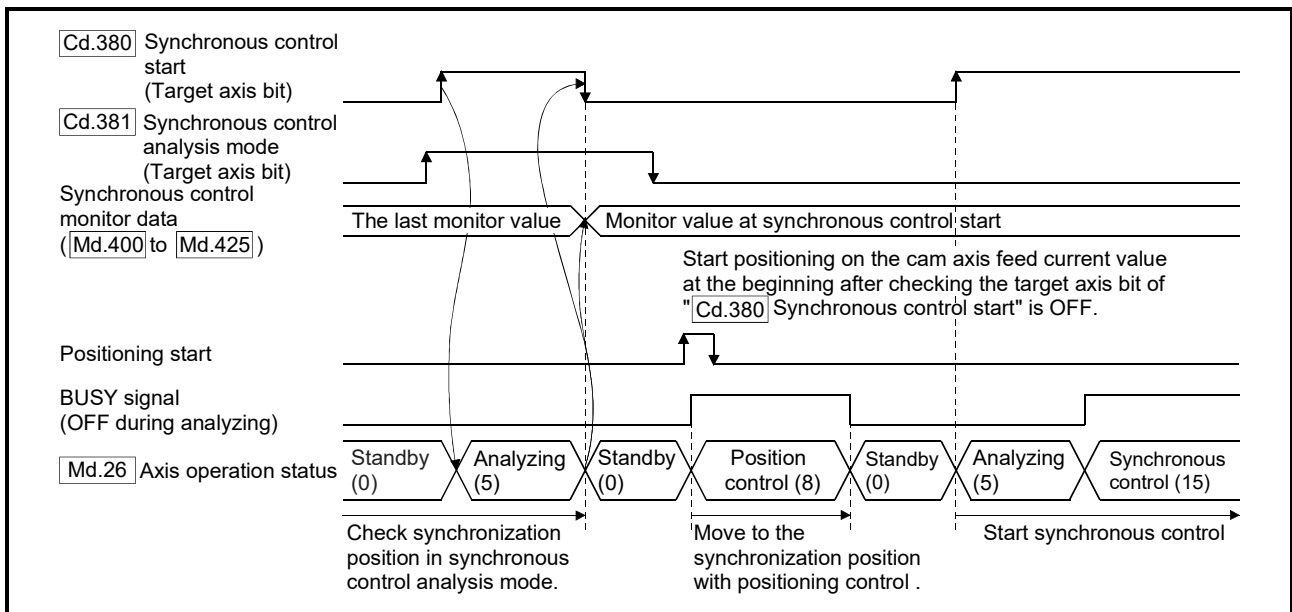 Cd.380 Synchronous control
start
(Target axis bit)
Cd.381 Synchronous control
analysis mode
(Target axis bit)
Synchronous control
monitor data
( Md.400 to Md.425 )
The last monitor value
Monitor value at synchronous control start
Start positioning on the cam axis feed current value
at the beginning after checking the target axis bit of
" Cd.380 Synchronous control start" is OFF.
Positioning start
BUSY signal
(OFF during analyzing)
Md.26 Axis operation status
Standby
(0)
Analyzing
(5)
Standby
(0)
Position
control (8)
Standby
(0)
Analyzing
(5)
Synchronous
control (15)
Check synchronization
position in synchronous
control analysis mode.
Move to the
synchronization position
with positioning control .
Start synchronous control